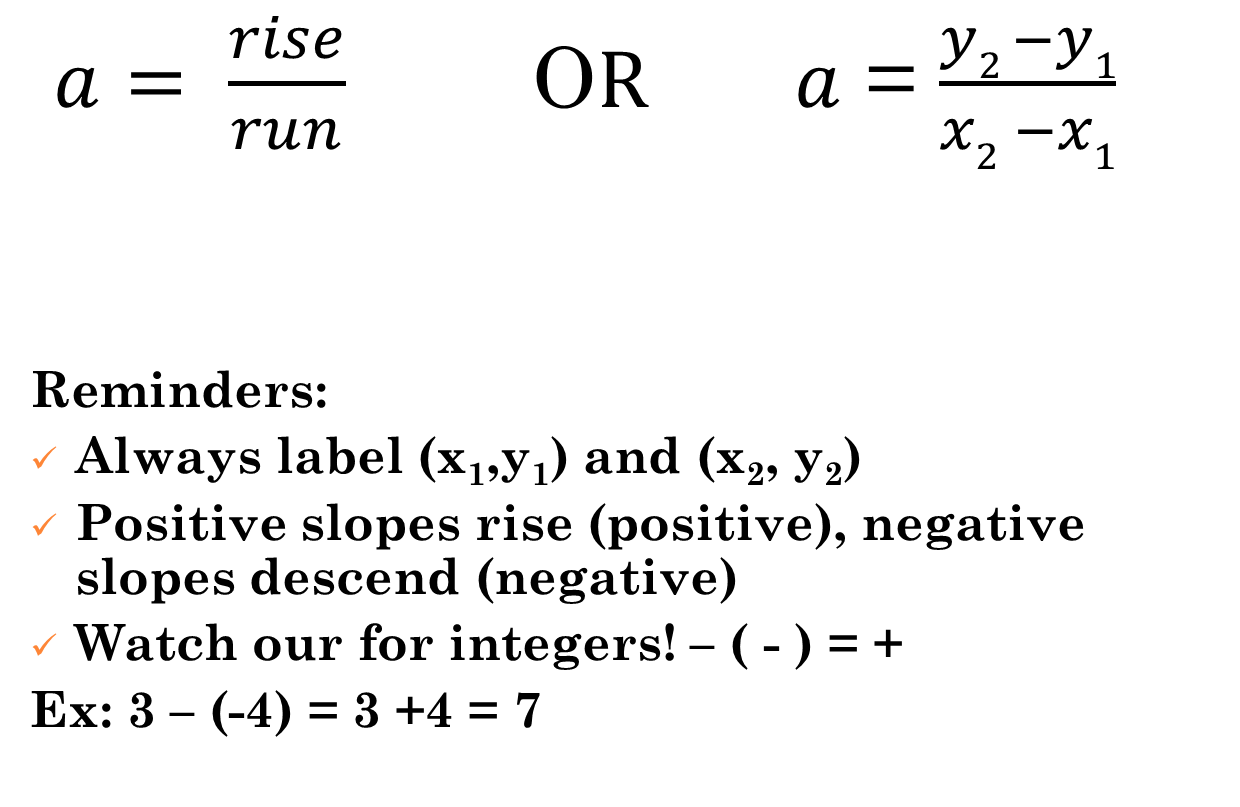 a = rise/run OR a = y₂ −y₁/x₂ −x₁
Reminders:
✓ Always label (x₁,y₁) and (x₂, y₂)
✓ Positive slopes rise (positive), negative
slopes descend (negative)
✓ Watch our for integers! – ( - ) = +
Ex: 3 – (-4) = 3 +4 = 7